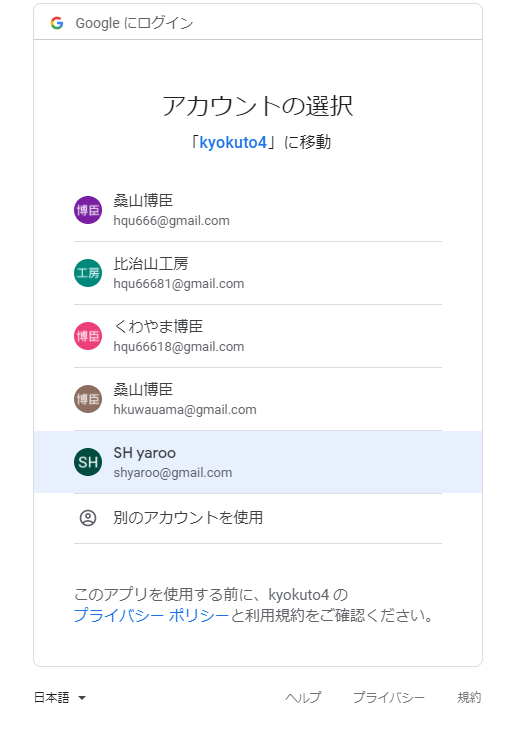 Google にログイン
アカウントの選択
「kyokuto4」に移動
博臣
桑山博臣
hqu666@gmail.com
工房
比治山工房
hqu66681@gmail.com
博臣
くわやま博臣
hqu66618@gmail.com
博臣
桑山博臣
hkuwauama@gmail.com
SH
SH yaroo
shyaroo@gmail.com
別のアカウントを使用
このアプリを使用する前に、kyokuto4 の
プライバシー ポリシーと利用規約をご確認ください。
日本語 ヘルプ プライバシー 規約